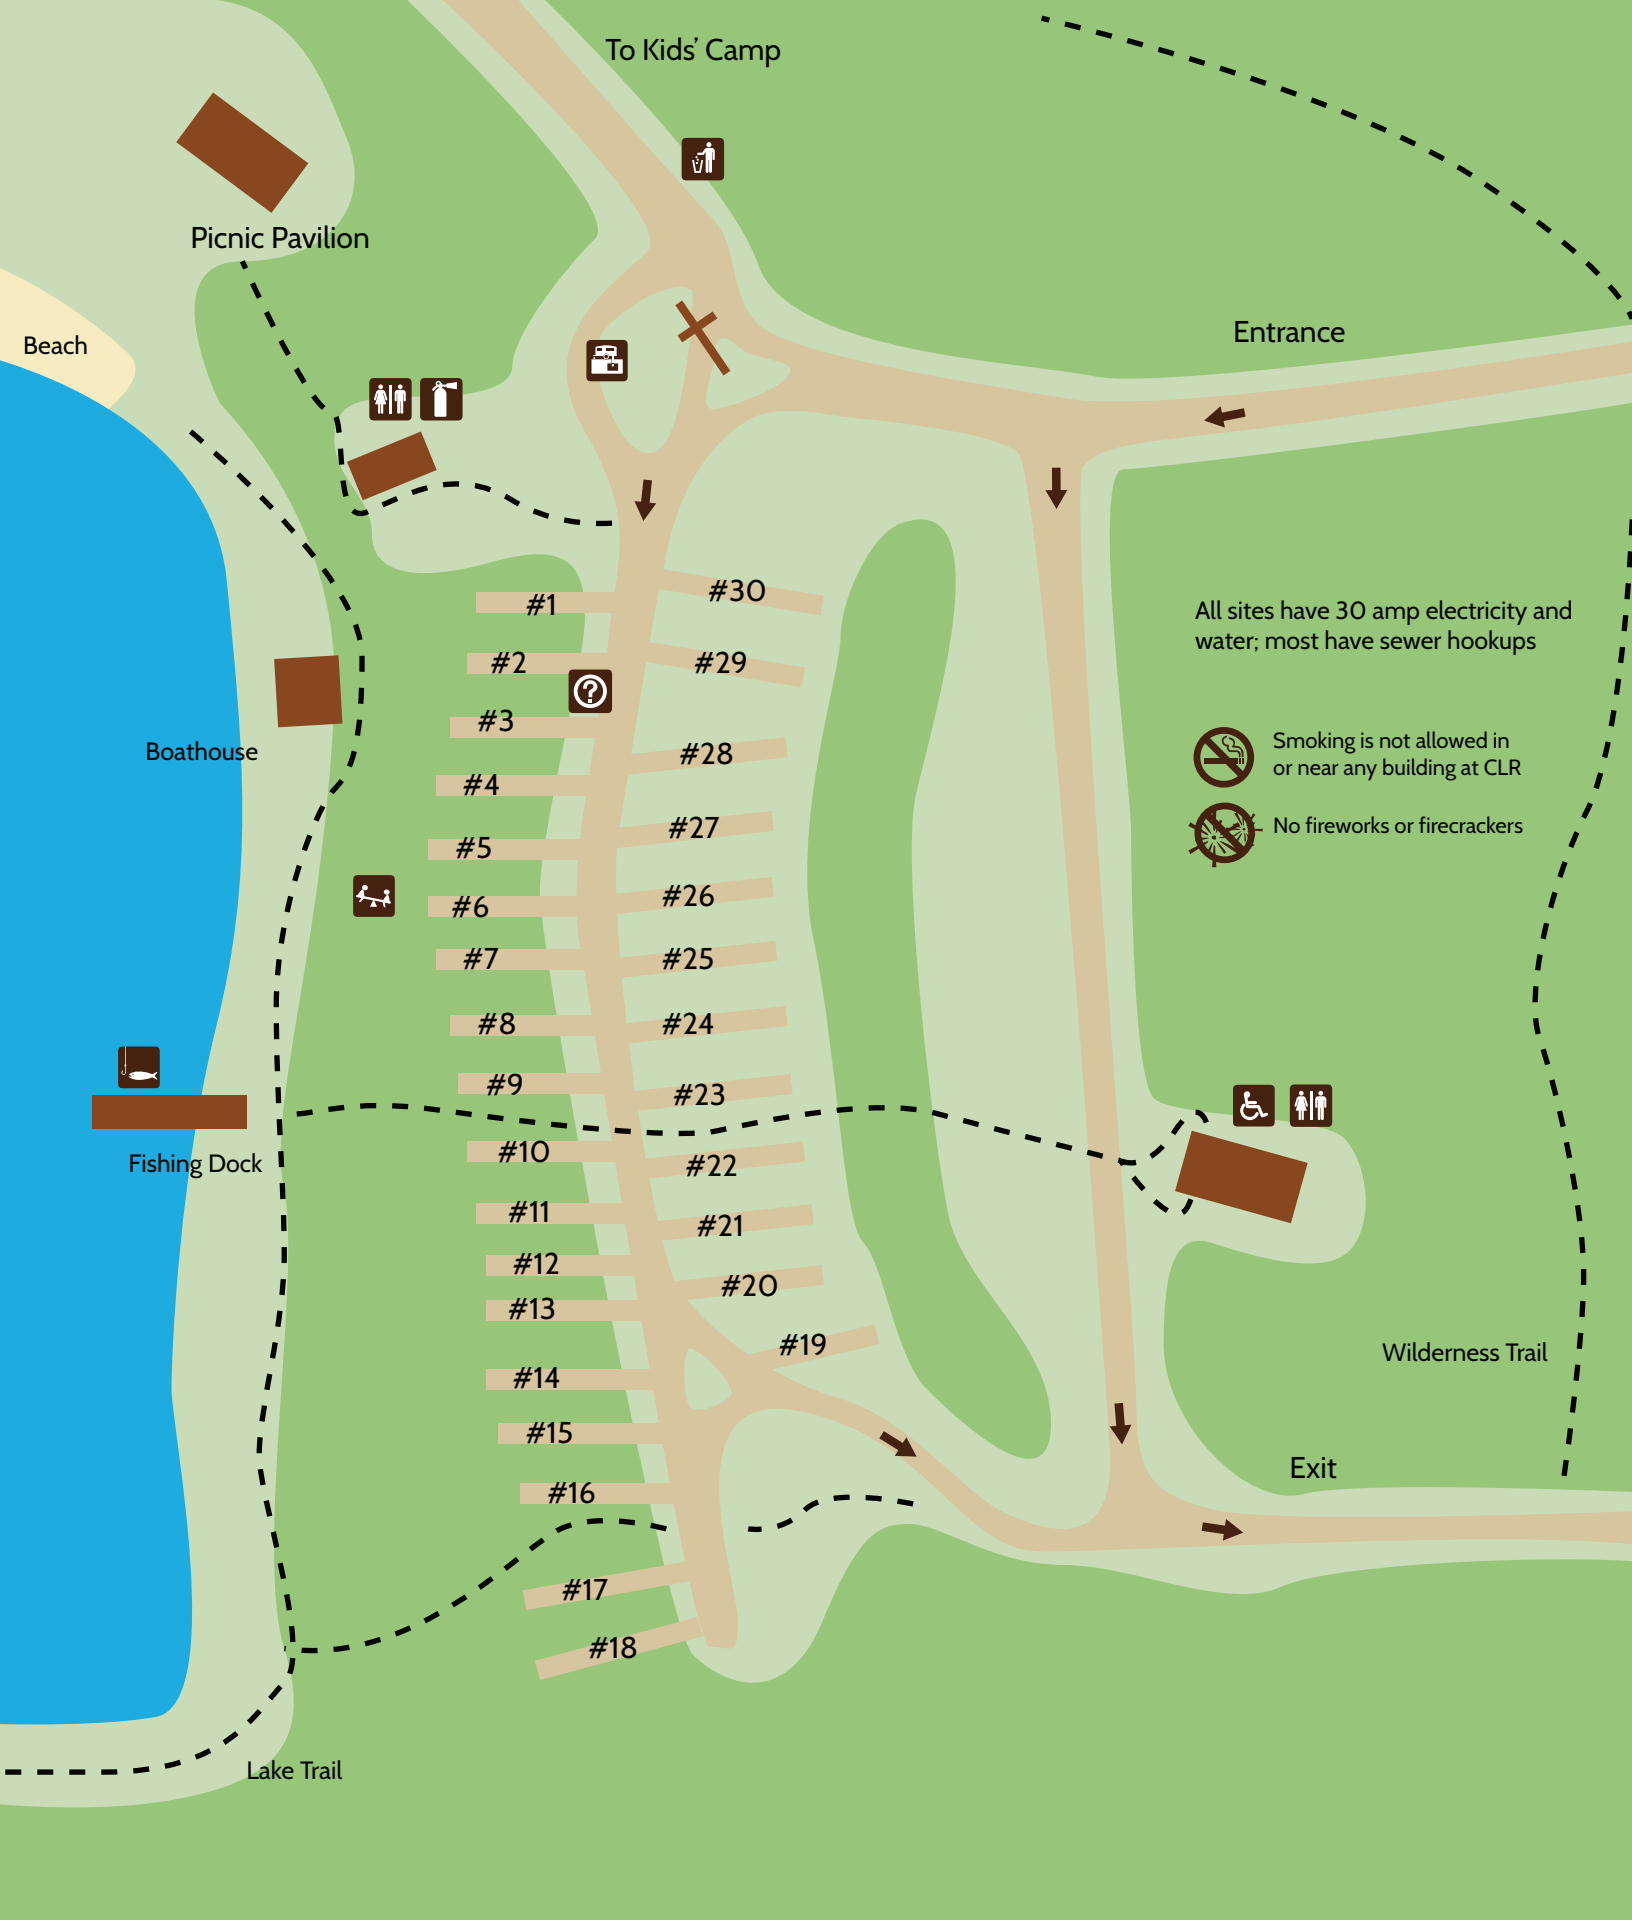 To Kids' Camp
Picnic Pavilion
Entrance
Beach
#1
#30
#2
#29
All sites have 30 amp electricity and
water; most have sewer hookups
?
#3
Boathouse
#28
Smoking is not allowed in
or near any building at CLR
#4
#27
No fireworks or firecrackers
#5
#26
#6
#7
#25
#8
#24
#9
#23
Fishing Dock
#10
#22
#11
#21
#12
#20
#13
#19
Wilderness Trail
#14
#15
Exit
#16
#17
#18
Lake Trail